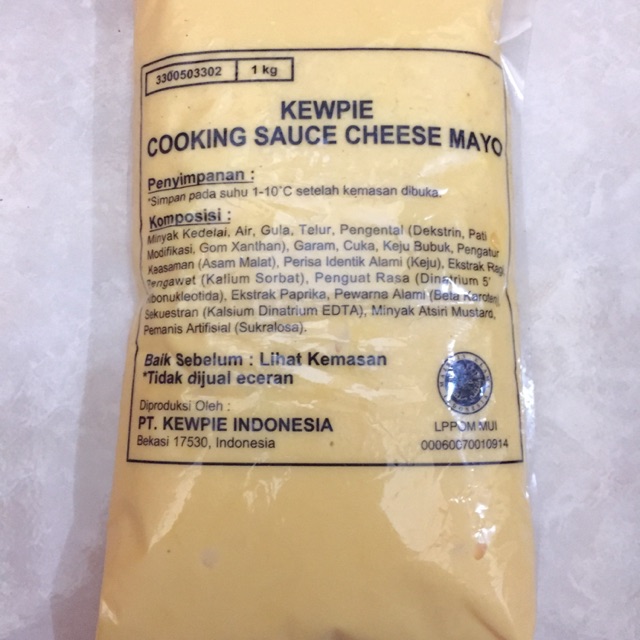 3300503302 1 kg
KEWPIE
COOKING SAUCE CHEESE MAYO
Penyimpanan :
*Simpan pada suhu 1-10°C setelah kemasan dibuka.
Komposisi :
Minyak Kedelai, Air, Gula, Telur, Pengental (Dekstrin, Pati
Modifikasi, Gom Xanthan), Garam, Cuka, Keju Bubuk, Pengatur
Keasaman (Asam Malat), Perisa Identik Alami (Keju), Ekstrak Ragi,
Pengawet (Kalium Sorbat), Penguat Rasa (Dinatrium 5'
Ribonukleotida), Ekstrak Paprika, Pewarna Alami (Beta Karoten),
Sekuestran (Kalsium Dinatrium EDTA), Minyak Atsiri Mustard,
Pemanis Artifisial (Sukralosa).
Baik Sebelum : Lihat Kemasan
*Tidak dijual eceran
Diproduksi Oleh :
PT. KEWPIE INDONESIA
Bekasi 17530, Indonesia
LPPOM MUI
00060070010914